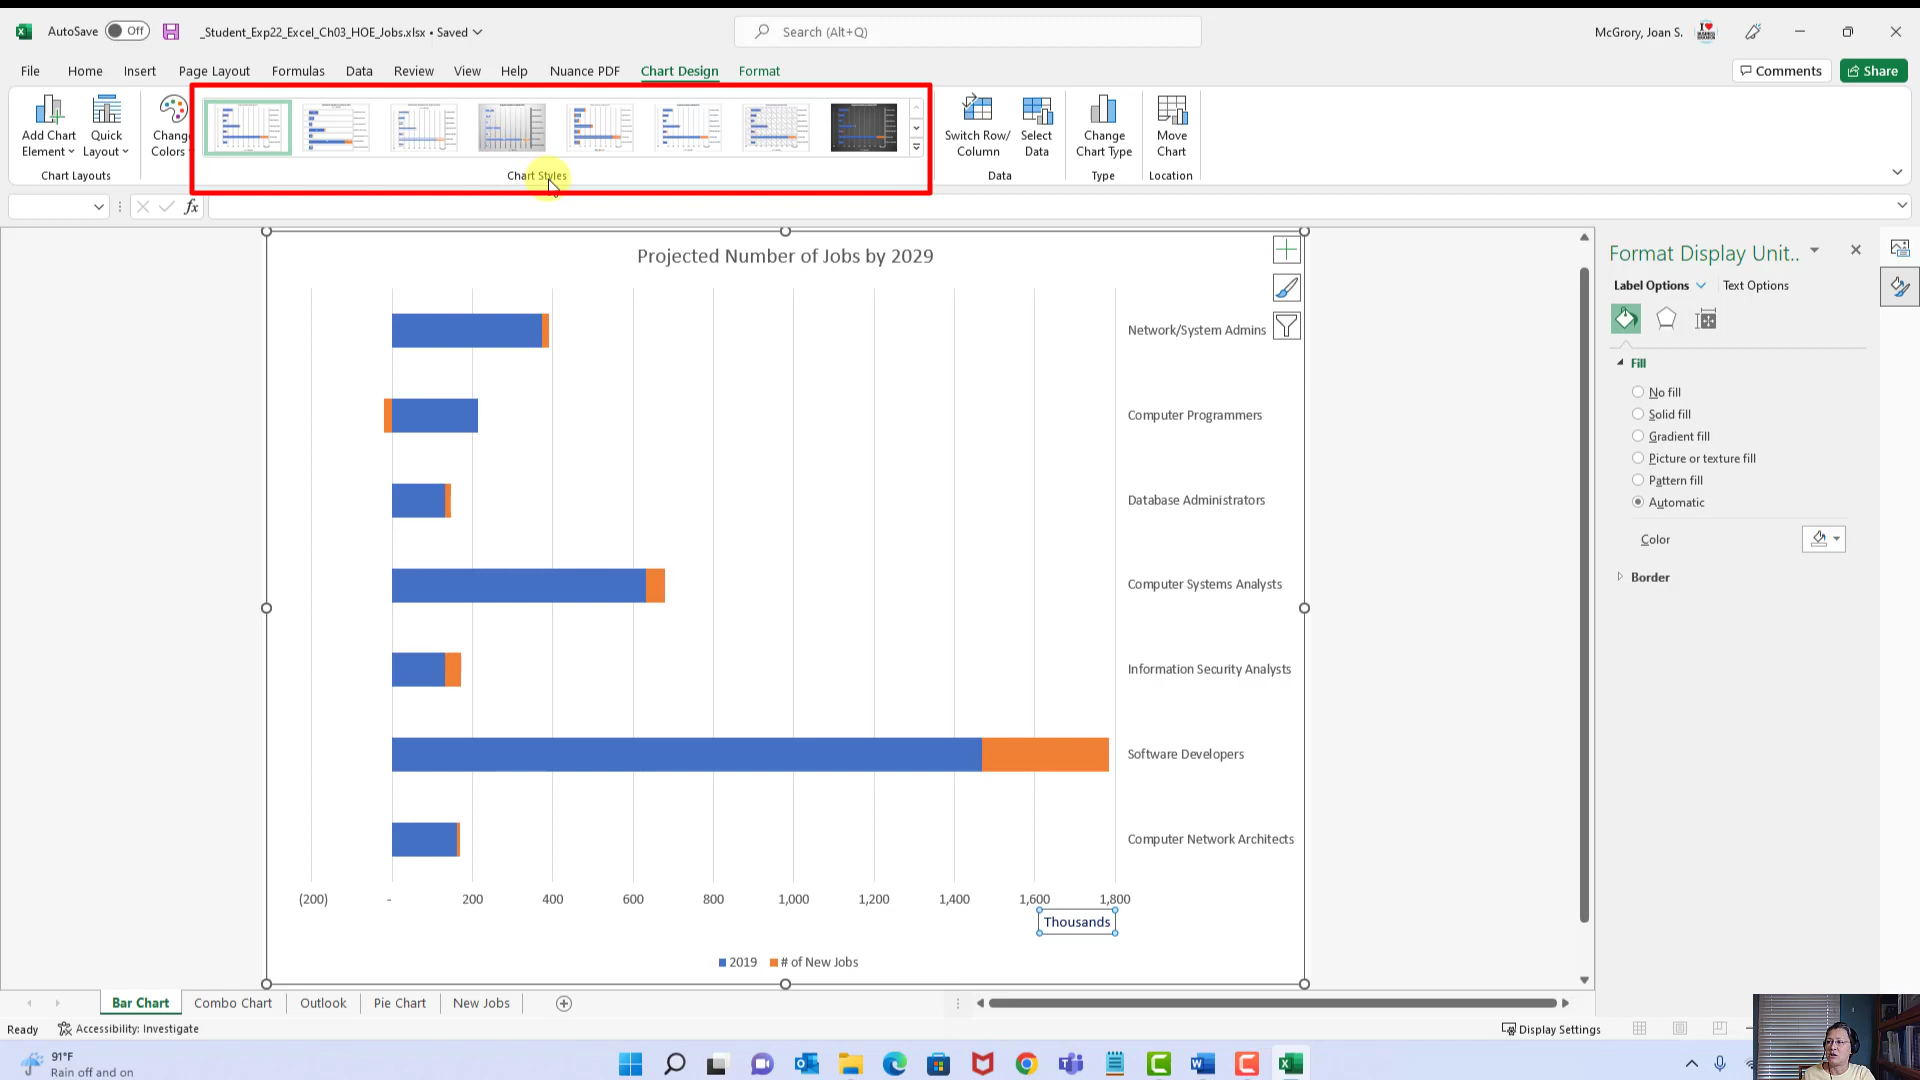 AutoSave Off _Student_Exp22_Excel_Ch03_HOE_Jobs.xlsx • Saved Search (Alt+Q) McGrory, Joan S.
File Home Insert Page Layout Formulas Data Review View Help Nuance PDF Chart Design Format Comments Share
Add Chart Element Quick Layout Change Colors Switch Row/ Column Select Data Change Chart Type Move Chart
Chart Layouts Chart Styles Data Type Location
fx
Projected Number of Jobs by 2029
Network/System Admins
Computer Programmers
Database Administrators
Computer Systems Analysts
Information Security Analysts
Software Developers
Computer Network Architects
(200) - 200 400 600 800 1,000 1,200 1,400 1,600 1,800
Thousands
2019 # of New Jobs
Format Display Unit..
Label Options Text Options
Fill
No fill
Solid fill
Gradient fill
Picture or texture fill
Pattern fill
Automatic
Color
Border
Bar Chart Combo Chart Outlook Pie Chart New Jobs
Ready Accessibility: Investigate Display Settings
91°F
Rain off and on